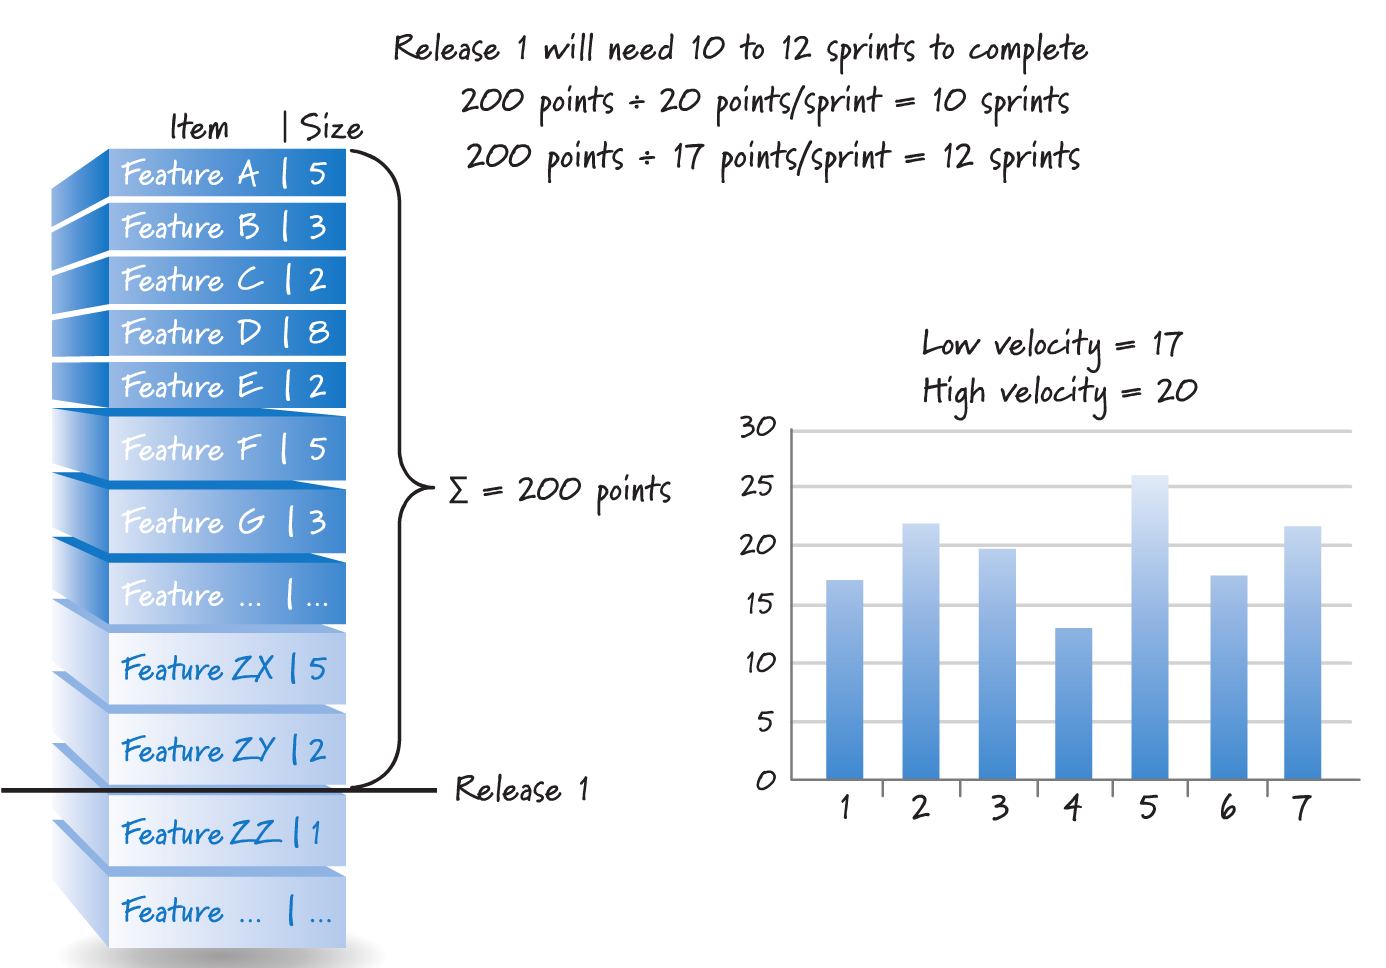 Release 1 will need 10 to 12 sprints to complete
200 points ÷ 20 points/sprint = 10 sprints
200 points ÷ 17 points/sprint = 12 sprints
Item | Size
Feature A | 5
Feature B | 3
Feature C | 2
Feature D | 8
Feature E | 2
Feature F | 5
Feature G | 3
Feature ... | ...
Feature ZX | 5
Feature ZY | 2
Feature ZZ | 1
Feature ... | ...
Σ = 200 points
Release 1
Low velocity = 17
High velocity = 20
30
25
20
15
10
5
0
1 2 3 4 5 6 7